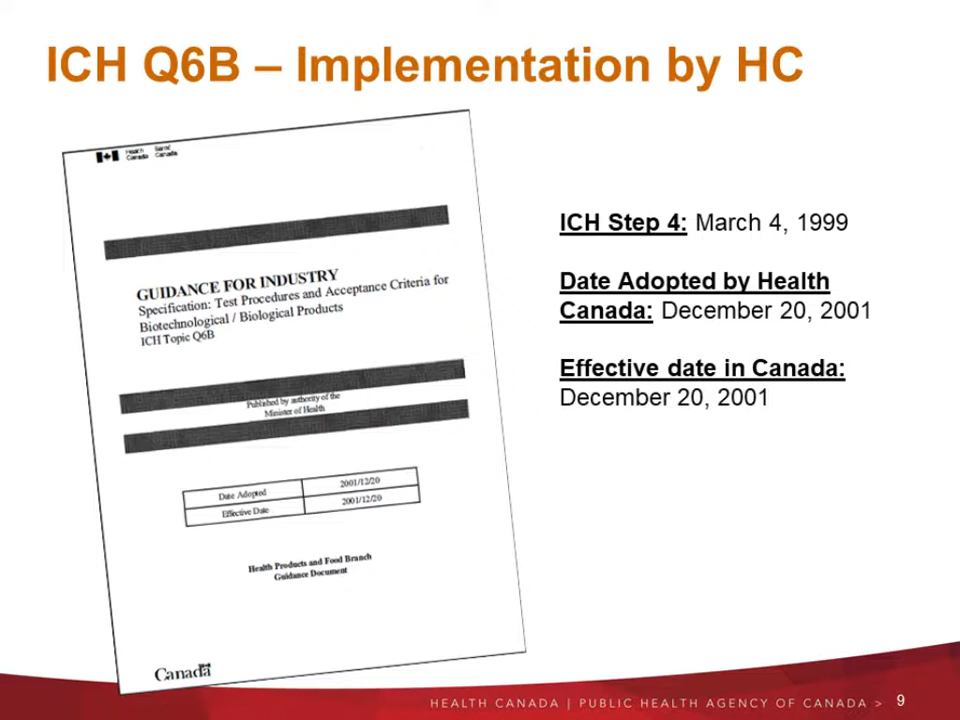 ICH Q6B – Implementation by HC
Health Canada
Santé Canada
GUIDANCE FOR INDUSTRY
Specification: Test Procedures and Acceptance Criteria for
Biotechnological / Biological Products
ICH Topic Q6B
Published by authority of the
Minister of Health
Date Adopted 2001/12/20
Effective Date 2001/12/20
Health Products and Food Branch
Guidance Document
Canada
ICH Step 4: March 4, 1999
Date Adopted by Health
Canada: December 20, 2001
Effective date in Canada:
December 20, 2001
HEALTH CANADA | PUBLIC HEALTH AGENCY OF CANADA > 9